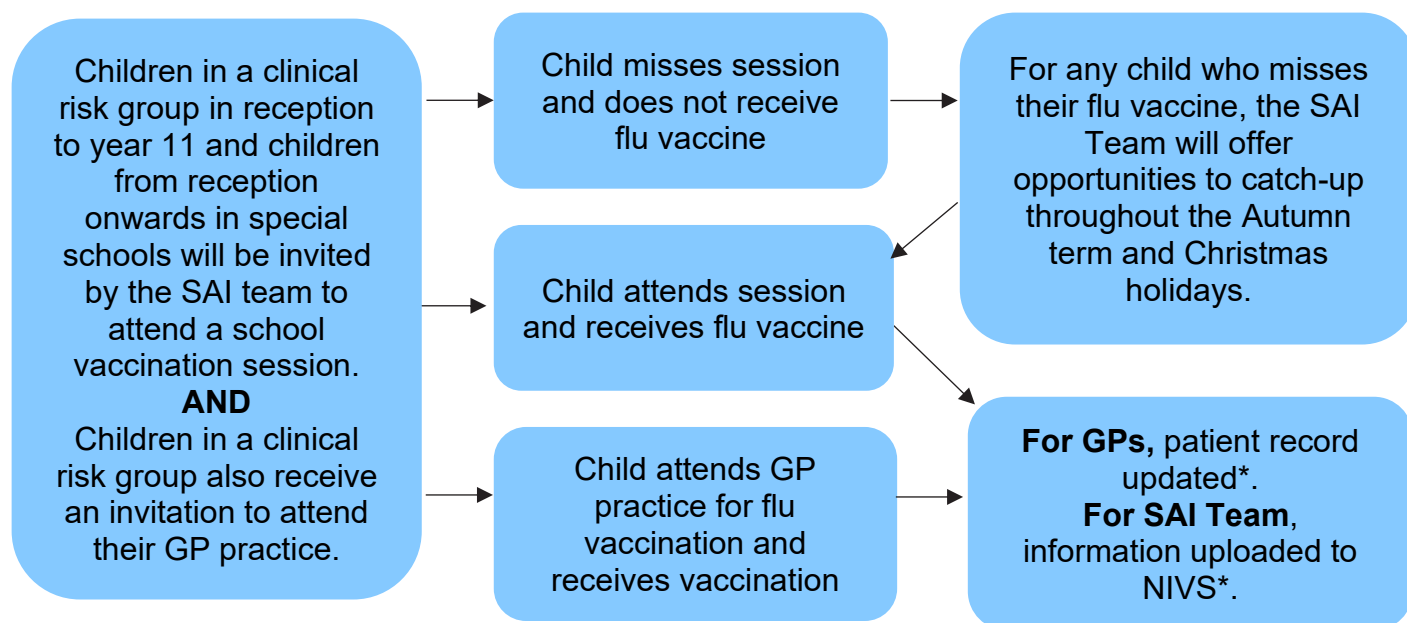 Children in a clinical
risk group in reception
to year 11 and children
from reception
onwards in special
schools will be invited
by the SAI team to
attend a school
vaccination session.
AND
Children in a clinical
risk group also receive
an invitation to attend
their GP practice.
Child misses session
and does not receive
flu vaccine
For any child who misses
their flu vaccine, the SAI
Team will offer
opportunities to catch-up
throughout the Autumn
term and Christmas
holidays.
Child attends session
and receives flu vaccine
Child attends GP
practice for flu
vaccination and
receives vaccination
For GPs, patient record
updated*.
For SAI Team,
information uploaded to
NIVS*.